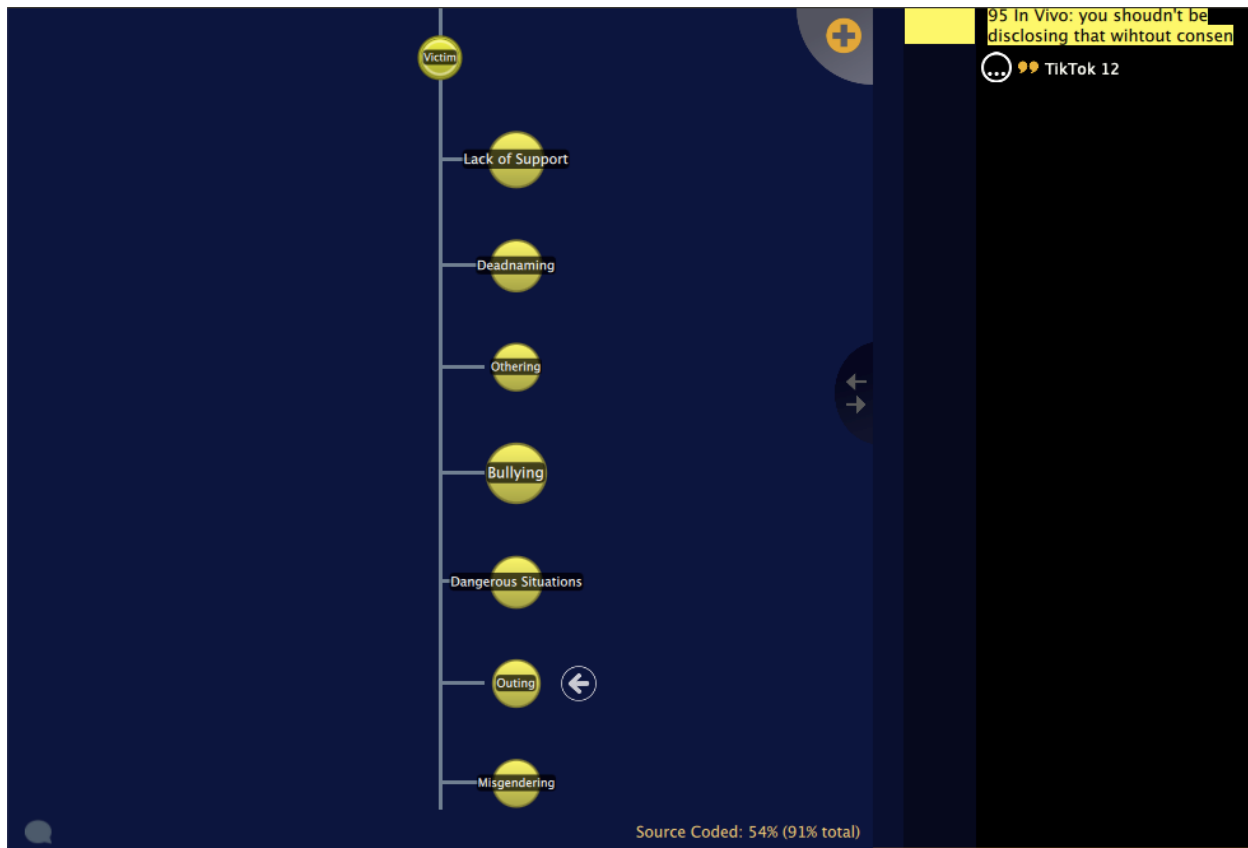 Victim
Lack of Support
Deadnaming
Othering
Bullying
Dangerous Situations
Outing
Misgendering
Source Coded: 54% (91% total)
95 In Vivo: you shoudn't be
disclosing that wihtout consen
TikTok 12